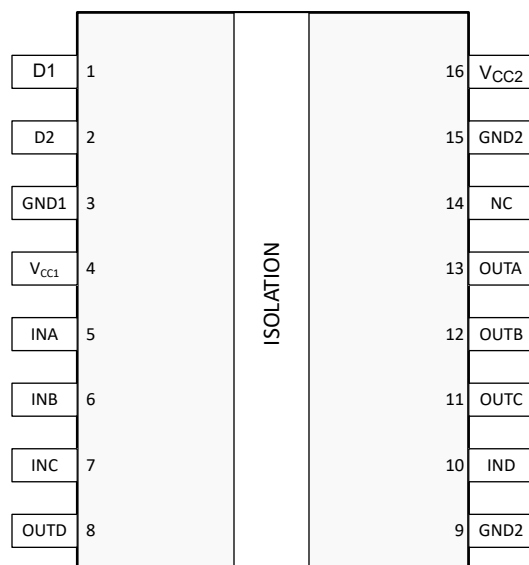 D1 1 16 VCC2
D2 2 15 GND2
GND1 3 14 NC
VCC1 4 13 OUTA
INA 5 12 OUTB
INB 6 11 OUTC
INC 7 10 IND
OUTD 8 9 GND2
ISOLATION